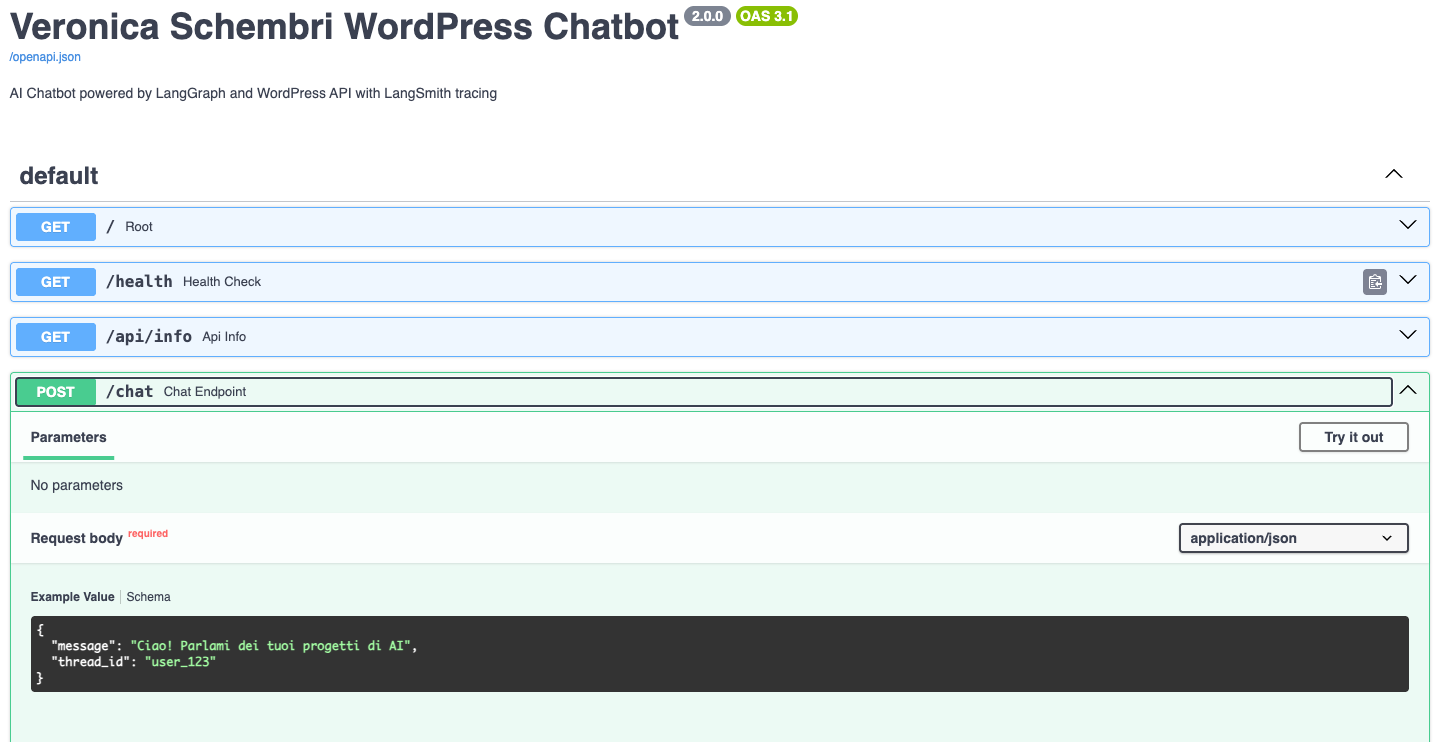 Veronica Schembri WordPress Chatbot 2.0.0 OAS 3.1
/openapi.json
AI Chatbot powered by LangGraph and WordPress API with LangSmith tracing
default
GET / Root
GET /health Health Check
GET /api/info Api Info
POST /chat Chat Endpoint
Parameters Try it out
No parameters
Request body required application/json
Example Value Schema
{
"message": "Ciao! Parlami dei tuoi progetti di AI",
"thread_id": "user_123"
}